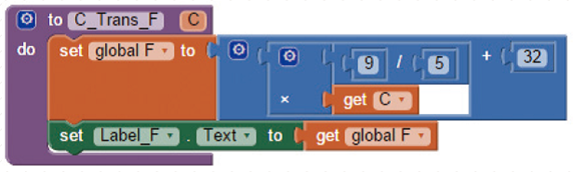 to C_Trans_F C
do set global F to 9 / 5 + 32
× get C
set Label_F . Text to get global F